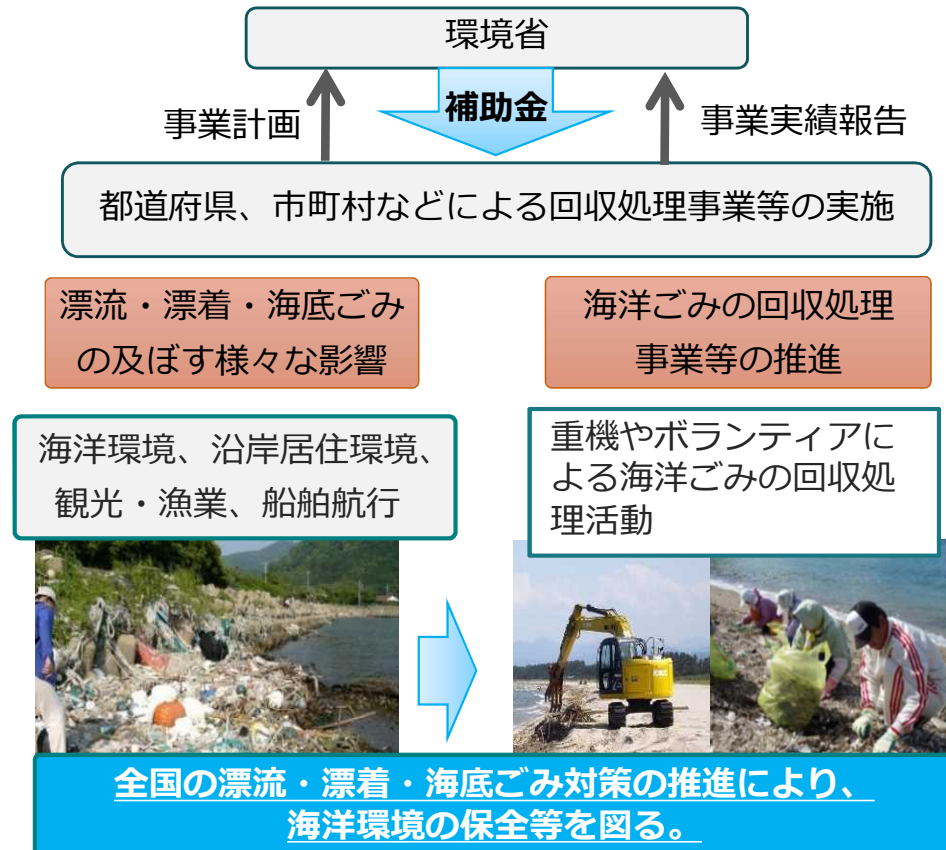 環境省
補助金
事業計画
事業実績報告
都道府県、市町村などによる回収処理事業等の実施
漂流・漂着・海底ごみ
の及ぼす様々な影響
海洋ごみの回収処理
事業等の推進
海洋環境、沿岸居住環境、
観光・漁業、船舶航行
重機やボランティアに
よる海洋ごみの回収処
理活動
全国の漂流・漂着・海底ごみ対策の推進により、
海洋環境の保全等を図る。